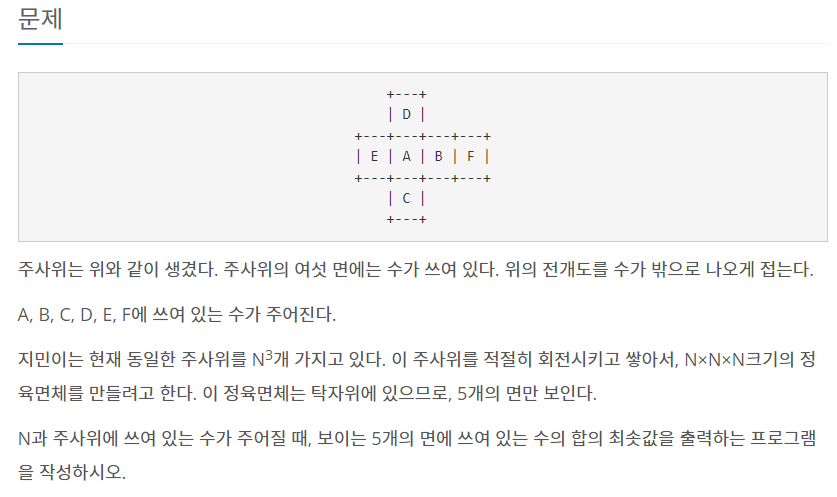 문제
+---+
| D |
+---+---+---+---+
| E | A | B | F |
+---+---+---+---+
| C |
+---+
주사위는 위와 같이 생겼다. 주사위의 여섯 면에는 수가 쓰여 있다. 위의 전개도를 수가 밖으로 나오게 접는다.
A, B, C, D, E, F에 쓰여 있는 수가 주어진다.
지민이는 현재 동일한 주사위를 N³개 가지고 있다. 이 주사위를 적절히 회전시키고 쌓아서, N×N×N크기의 정
육면체를 만들려고 한다. 이 정육면체는 탁자위에 있으므로, 5개의 면만 보인다.
N과 주사위에 쓰여 있는 수가 주어질 때, 보이는 5개의 면에 쓰여 있는 수의 합의 최솟값을 출력하는 프로그램
을 작성하시오.